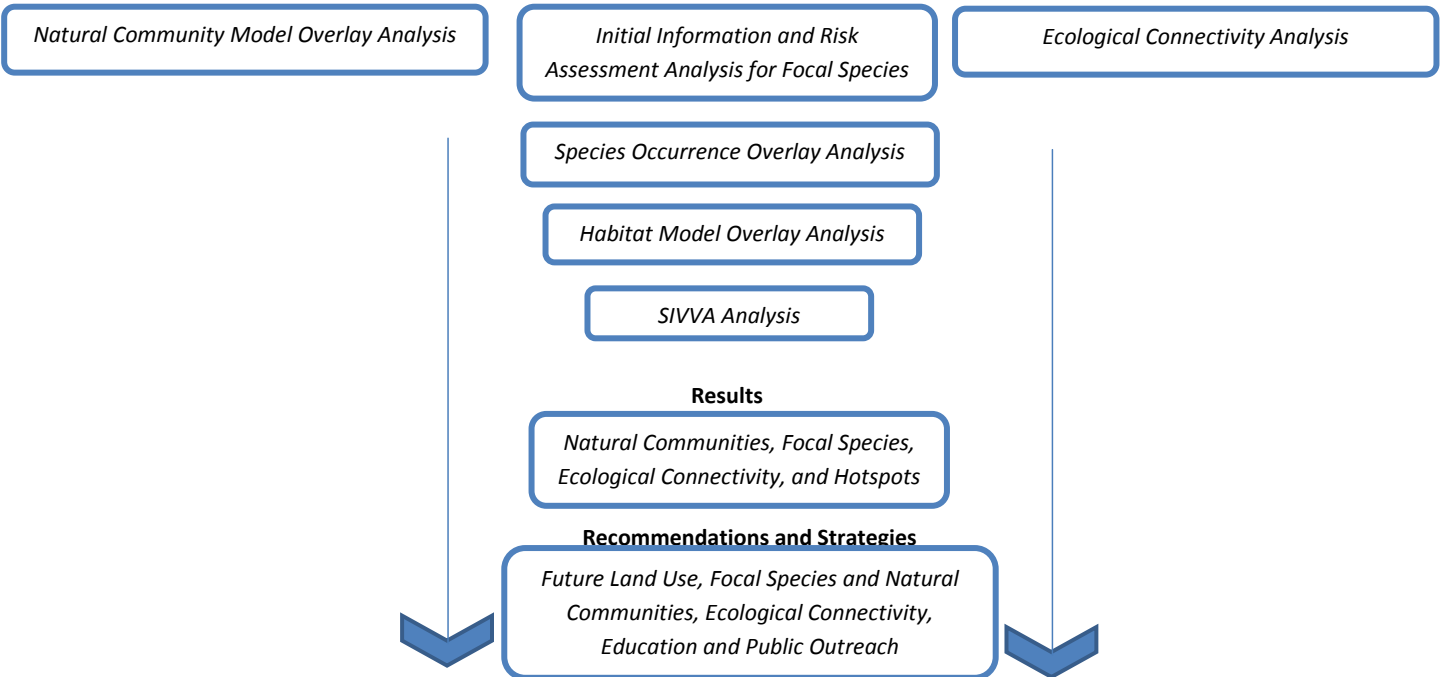 Natural Community Model Overlay Analysis
Initial Information and Risk
Assessment Analysis for Focal Species
Ecological Connectivity Analysis
Species Occurrence Overlay Analysis
Habitat Model Overlay Analysis
SIVVA Analysis
Results
Natural Communities, Focal Species,
Ecological Connectivity, and Hotspots
Recommendations and Strategies
Future Land Use, Focal Species and Natural
Communities, Ecological Connectivity,
Education and Public Outreach